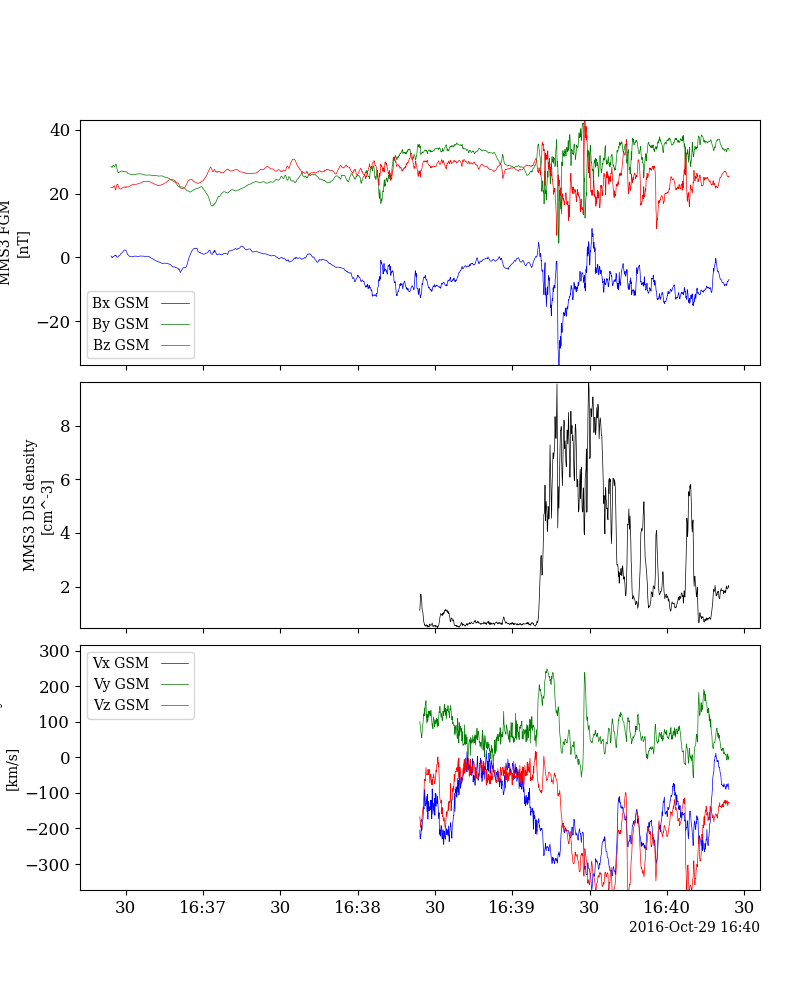 40
20
0
−20
MMS3 FGM
[nT]
Bx GSM
By GSM
Bz GSM
8
6
4
2
MMS3 DIS density
[cm^-3]
300
200
100
0
−100
−200
−300
[km/s]
Vx GSM
Vy GSM
Vz GSM
30 16:37 30 16:38 30 16:39 30 16:40 30
2016-Oct-29 16:40